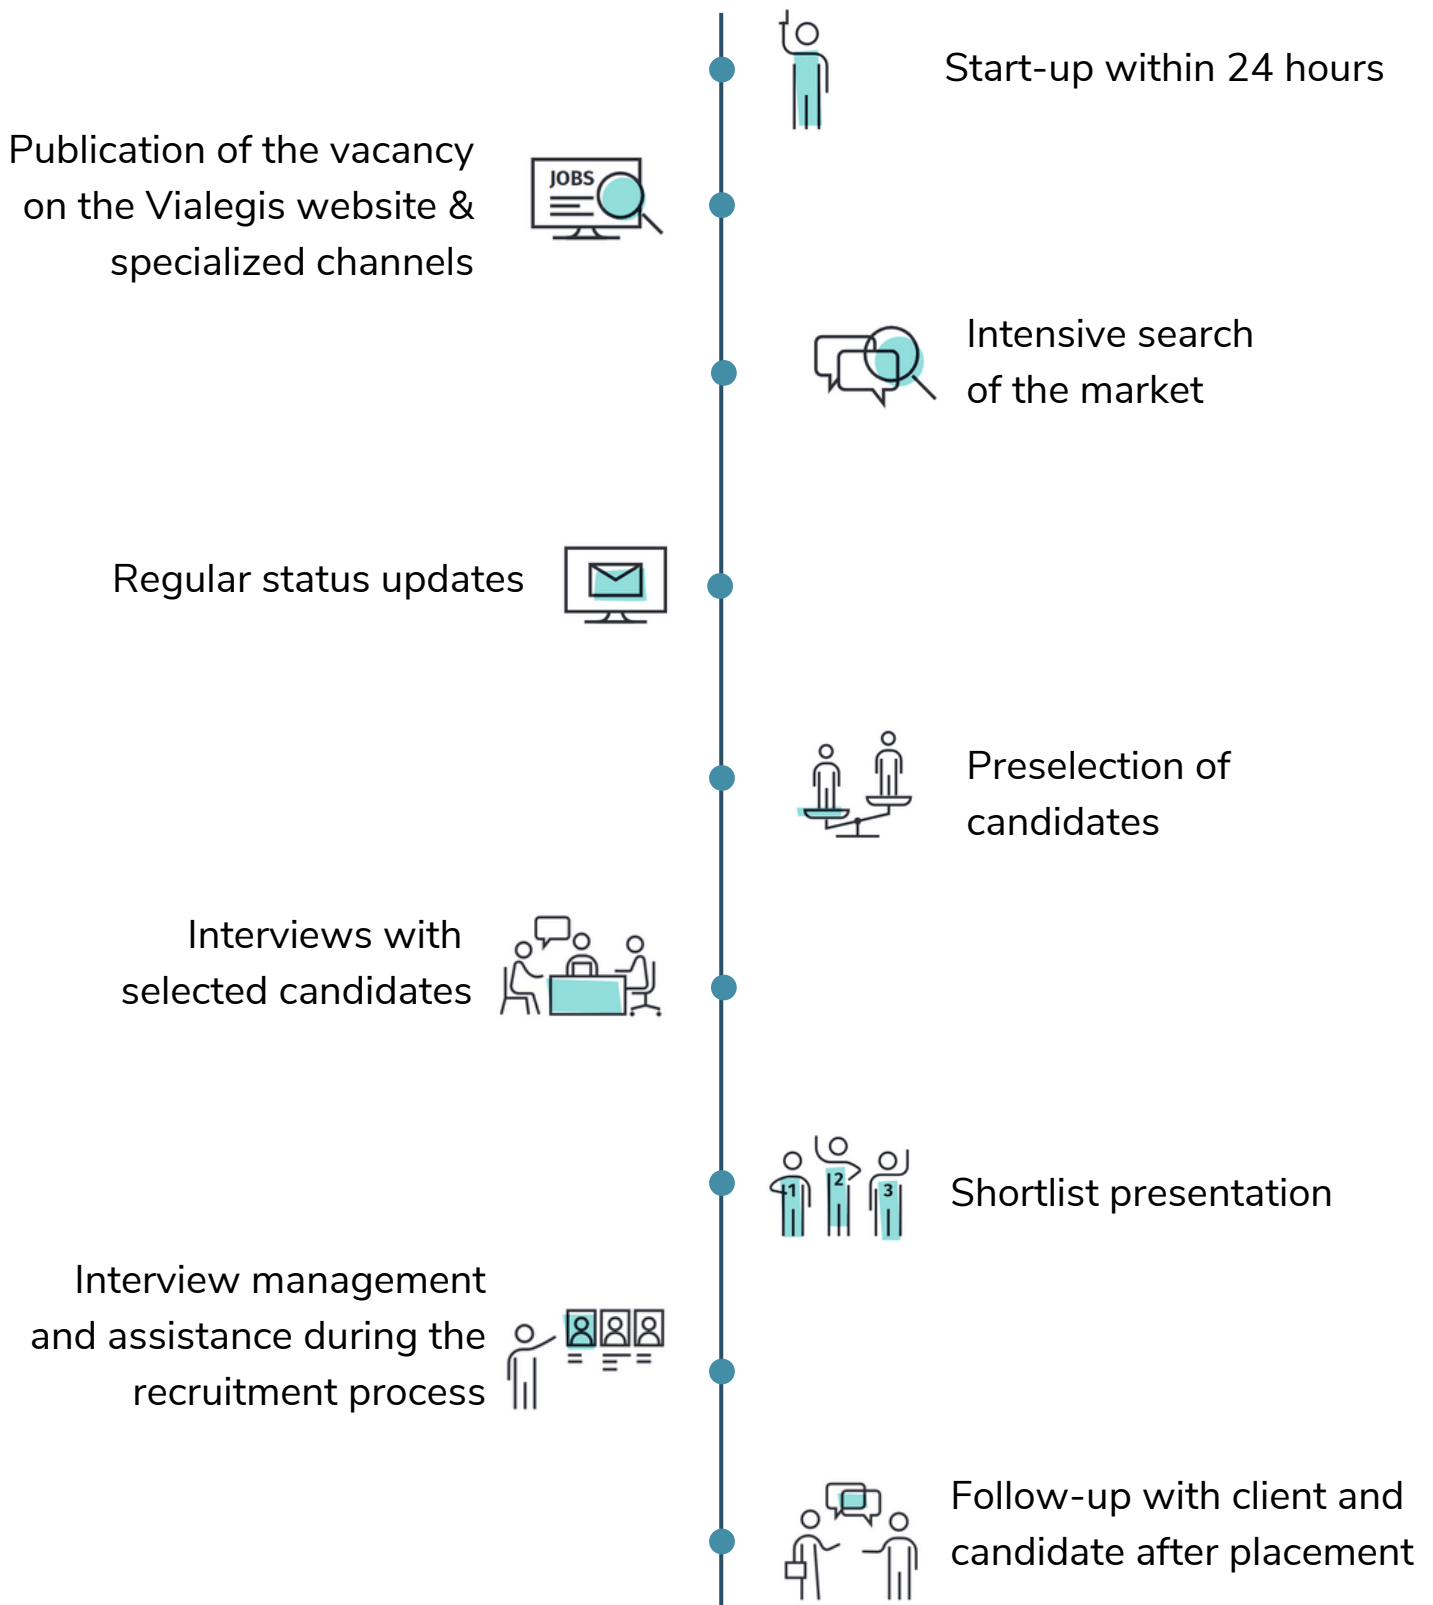 Start-up within 24 hours
Publication of the vacancy
on the Vialegis website &
specialized channels
JOBS
Intensive search
of the market
Regular status updates
Preselection of
candidates
Interviews with
selected candidates
1
2
3
Shortlist presentation
Interview management
and assistance during the
recruitment process
Follow-up with client and
candidate after placement